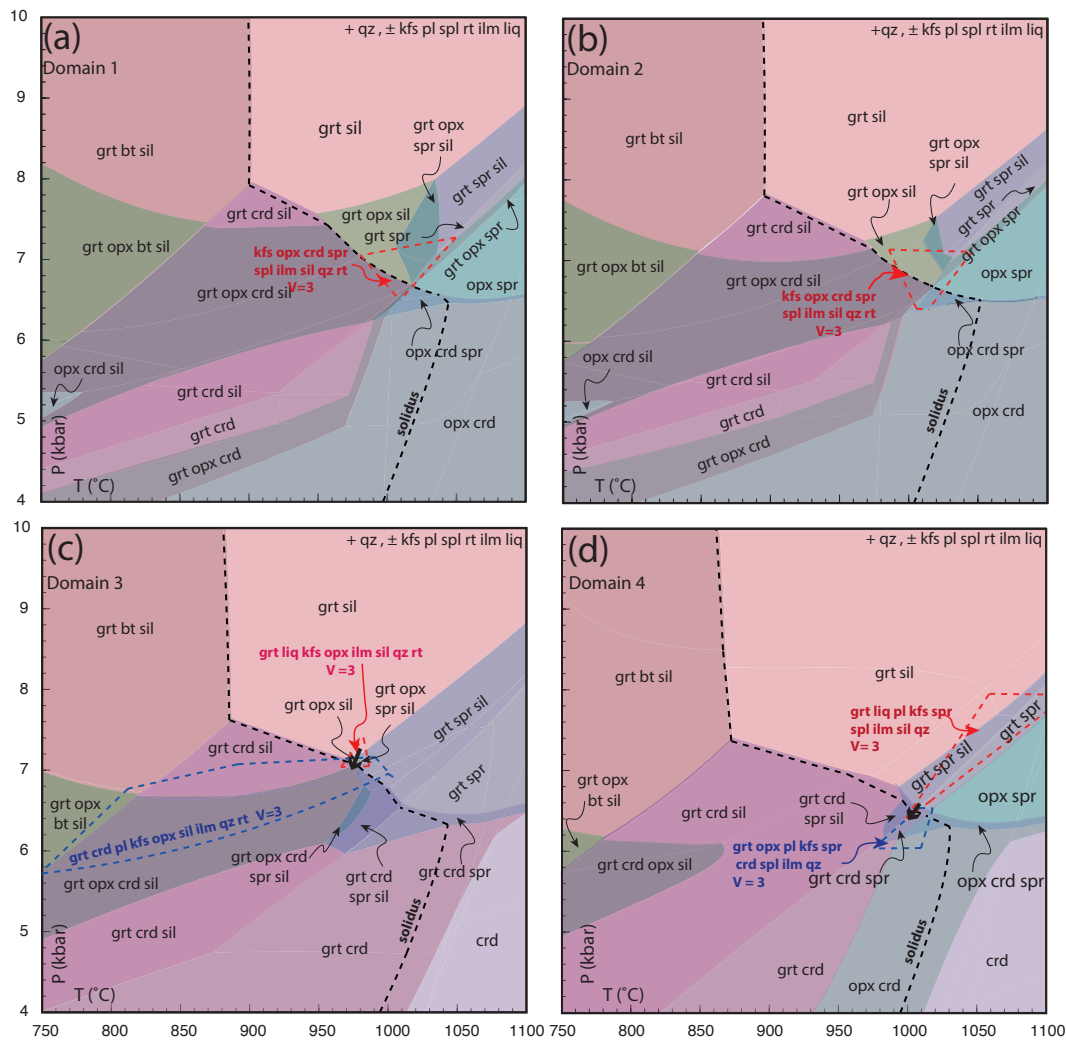 10
9
8
7
6
5
4
(a)
Domain 1
+ qz , ± kfs pl spl rt ilm liq
grt sil
grt bt sil
grt opx
spr sil
grt spr sil
grt crd sil
grt opx sil
grt spr
grt opx bt sil
kfs opx crd spr
spl ilm sil qz rt
V=3
grt opx spr
grt opx crd sil
opx spr
opx crd sil
opx crd spr
grt crd sil
grt crd
grt opx crd
opx crd
solidus
P (kbar)
T (˚C)
(b)
Domain 2
+qz , ± kfs pl spl rt ilm liq
grt sil
grt bt sil
grt opx
spr sil
grt opx sil
grt spr sil
grt spr
grt opx spr
grt crd sil
grt opx bt sil
kfs opx crd spr
spl ilm sil qz rt
V=3
grt opx crd sil
opx spr
opx crd sil
opx crd spr
grt crd sil
grt crd
grt opx crd
opx crd
solidus
P (kbar)
T (˚C)
10
9
8
7
6
5
4
(c)
Domain 3
+ qz , ± kfs pl spl rt ilm liq
grt sil
grt bt sil
grt liq kfs opx ilm sil qz rt
V =3
grt opx sil
grt opx
spr sil
grt spr sil
grt crd sil
grt spr
grt opx
bt sil
grt crd pl kfs opx sil ilm qz rt V=3
grt opx crd sil
grt opx crd
spr sil
grt crd
spr sil
grt crd spr
grt crd sil
grt crd
crd
solidus
P (kbar)
T (˚C)
750 800 850 900 950 1000 1050 1100
(d)
Domain 4
+ qz , ± kfs pl spl rt ilm liq
grt bt sil
grt sil
grt liq pl kfs spr
spl ilm sil qz
V= 3
grt spr
grt spr sil
grt opx
bt sil
grt crd sil
grt crd
spr sil
opx spr
grt opx pl kfs spr
crd spl ilm qz
V = 3
grt crd opx sil
grt crd spr
opx crd spr
grt crd
opx crd
crd
solidus
P (kbar)
T (˚C)
750 800 850 900 950 1000 1050 1100